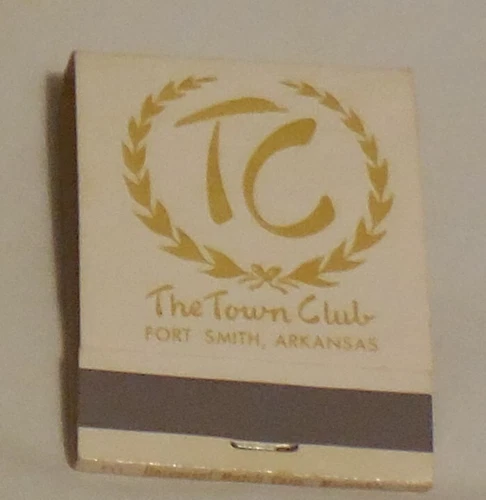 TC
The Town Club
FORT SMITH, ARKANSAS